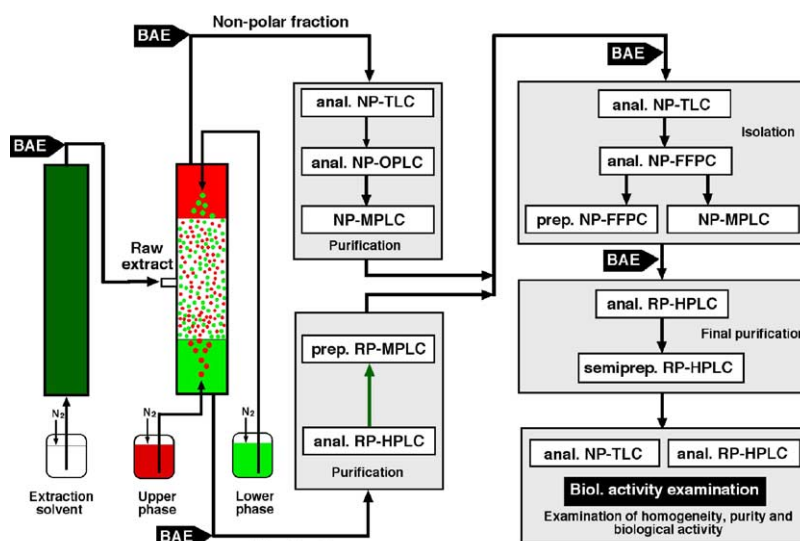 BAE
Non-polar fraction
BAE
Raw
extract
N₂
Extraction
solvent
N₂
Upper
phase
N₂
Lower
phase
BAE
anal. NP-TLC
anal. NP-OPLC
NP-MPLC
Purification
prep. RP-MPLC
anal. RP-HPLC
Purification
BAE
anal. NP-TLC
Isolation
anal. NP-FFPC
prep. NP-FFPC
NP-MPLC
BAE
anal. RP-HPLC
Final purification
semiprep. RP-HPLC
anal. NP-TLC
anal. RP-HPLC
Biol. activity examination
Examination of homogeneity, purity and
biological activity